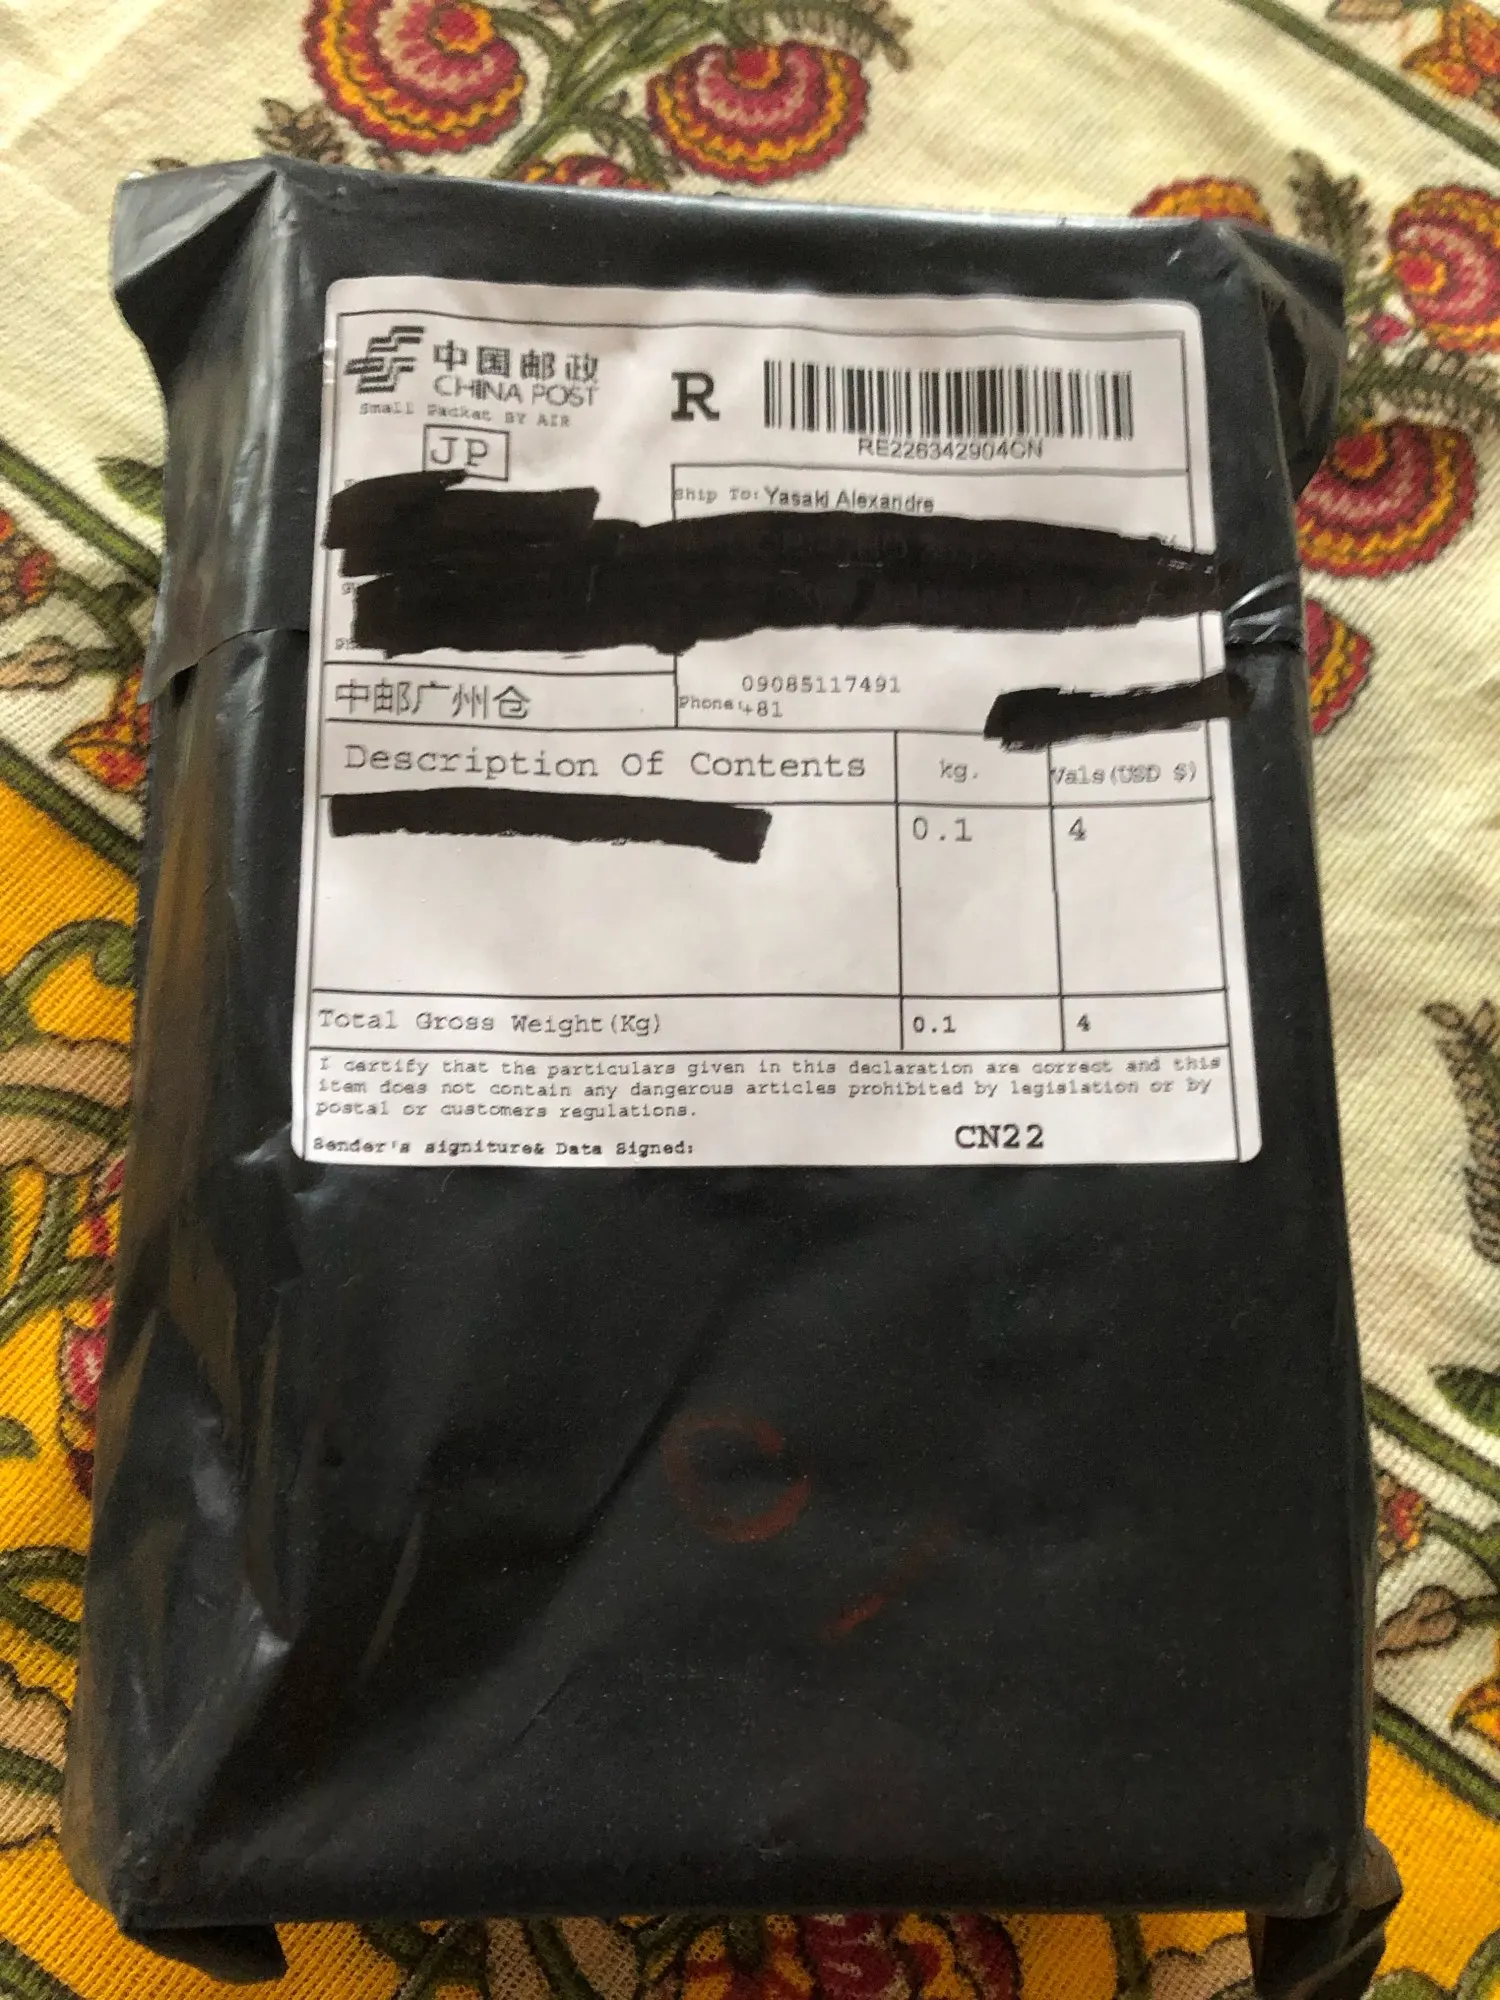 中国邮政
CHINA POST
Small Packet BY AIR
JP
R
RE226342904CN
Ship To: Yasaki Alexandre
中邮广州仓
09085117491
Phone: +81
Description Of Contents
kg.
Vals(USD $)
0.1
4
Total Gross Weight(Kg)
0.1
4
I certify that the particulars given in this declaration are correct and this
item does not contain any dangerous articles prohibited by legislation or by
postal or customers regulations.
Sender's signiture& Data Signed:
CN22